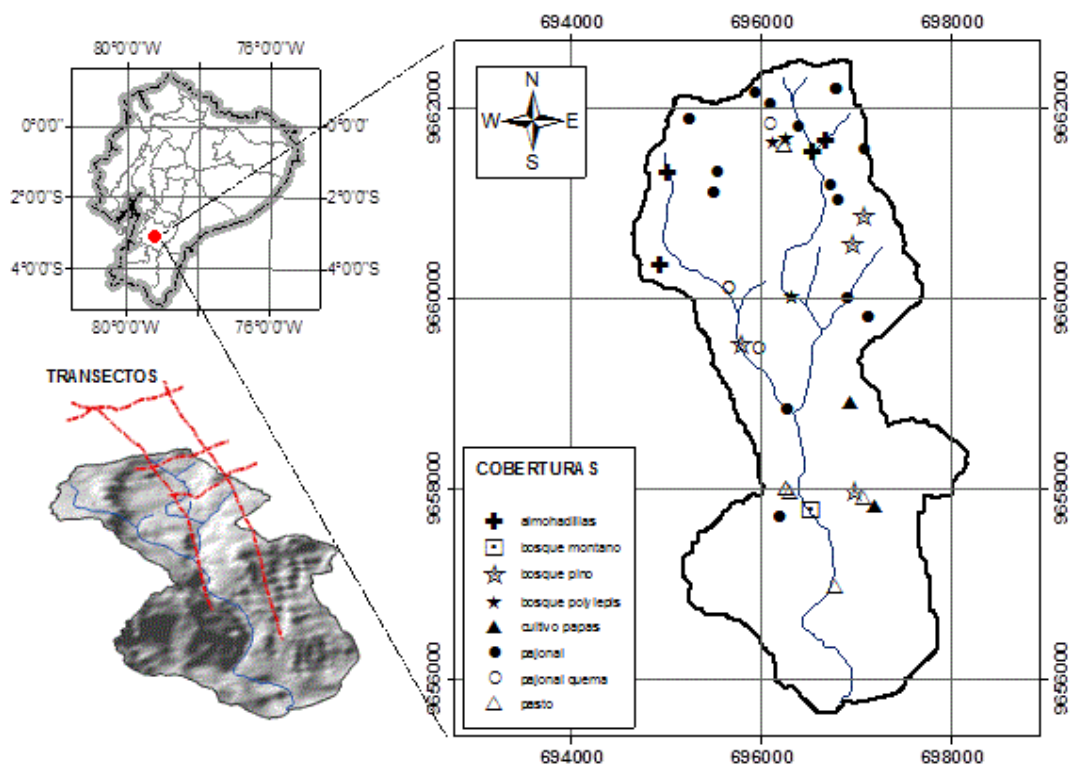 80°0'0"W 76°0'0"W
0°0'0" 0°0'0"
2°0'0"S 2°0'0"S
4°0'0"S 4°0'0"S
80°0'0"W 76°0'0"W
TRANSECTOS
694000 696000 698000
9662000 9662000
9660000 9660000
9658000 9658000
9656000 9656000
694000 696000 698000
N
W E
S
COBERTURAS
almohadillas
bosque montano
bosque pino
bosque polylepis
cultivo papas
pajonal
pajonal quema
pasto